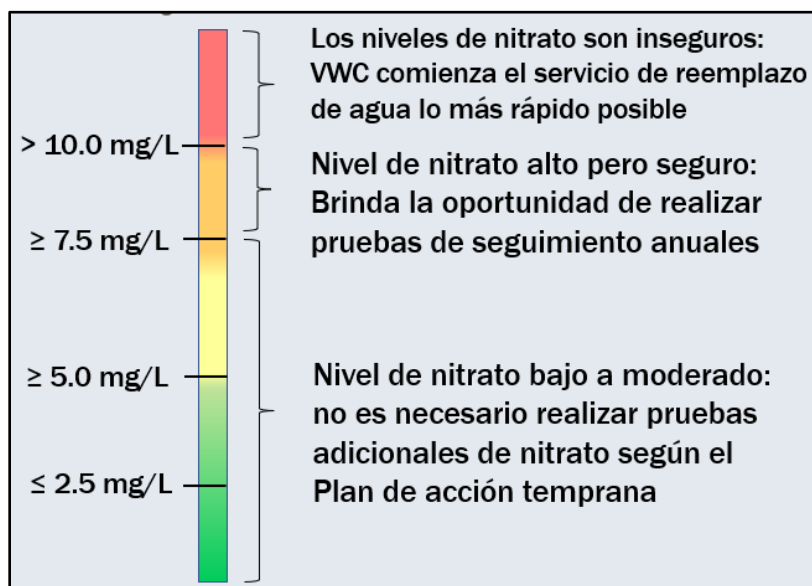 Los niveles de nitrato son inseguros:
VWC comienza el servicio de reemplazo
de agua lo más rápido posible
> 10.0 mg/L
Nivel de nitrato alto pero seguro:
Brinda la oportunidad de realizar
pruebas de seguimiento anuales
≥ 7.5 mg/L
≥ 5.0 mg/L
Nivel de nitrato bajo a moderado:
no es necesario realizar pruebas
adicionales de nitrato según el
Plan de acción temprana
≤ 2.5 mg/L